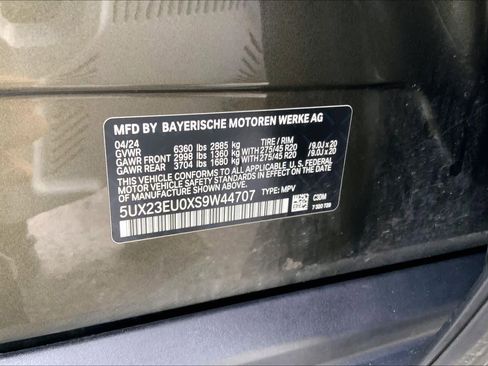 MFD BY BAYERISCHE MOTOREN WERKE AG
04/24 TIRE / RIM
GVWR 6360 lbs 2885 kg
GAWR FRONT 2998 lbs 1360 kg WITH 275/45 R20 /9.0J x 20
GAWR REAR 3704 lbs 1680 kg WITH 275/45 R20 /9.0J x 20
THIS VEHICLE CONFORMS TO ALL APPLICABLE U. S. FEDERAL
MOTOR VEHICLE SAFETY STANDARDS IN EFFECT ON THE DATE
OF MANUFACTURE SHOWN ABOVE.
5UX23EU0XS9W44707 TYPE: MPV C3DM